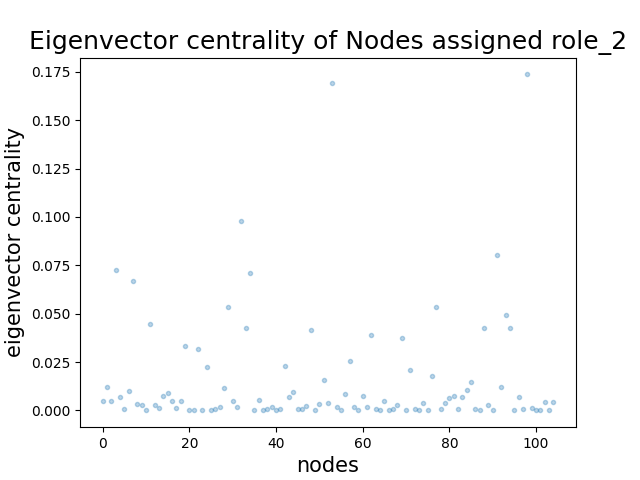 Eigenvector centrality of Nodes assigned role_2
0.175
0.150
0.125
0.100
0.075
0.050
0.025
0.000
eigenvector centrality
0 20 40 60 80 100
nodes